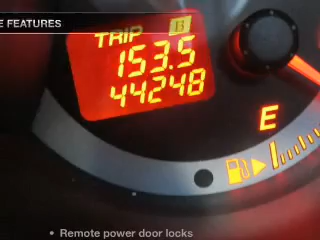 E FEATURES
TRIP B
153.5
44248
E
• Remote power door locks